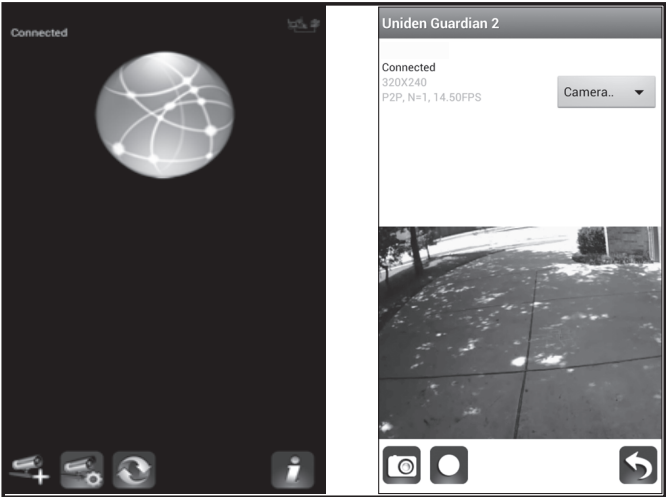 Connected
Uniden Guardian 2
Connected
320X240
P2P, N=1, 14.50FPS
Camera..